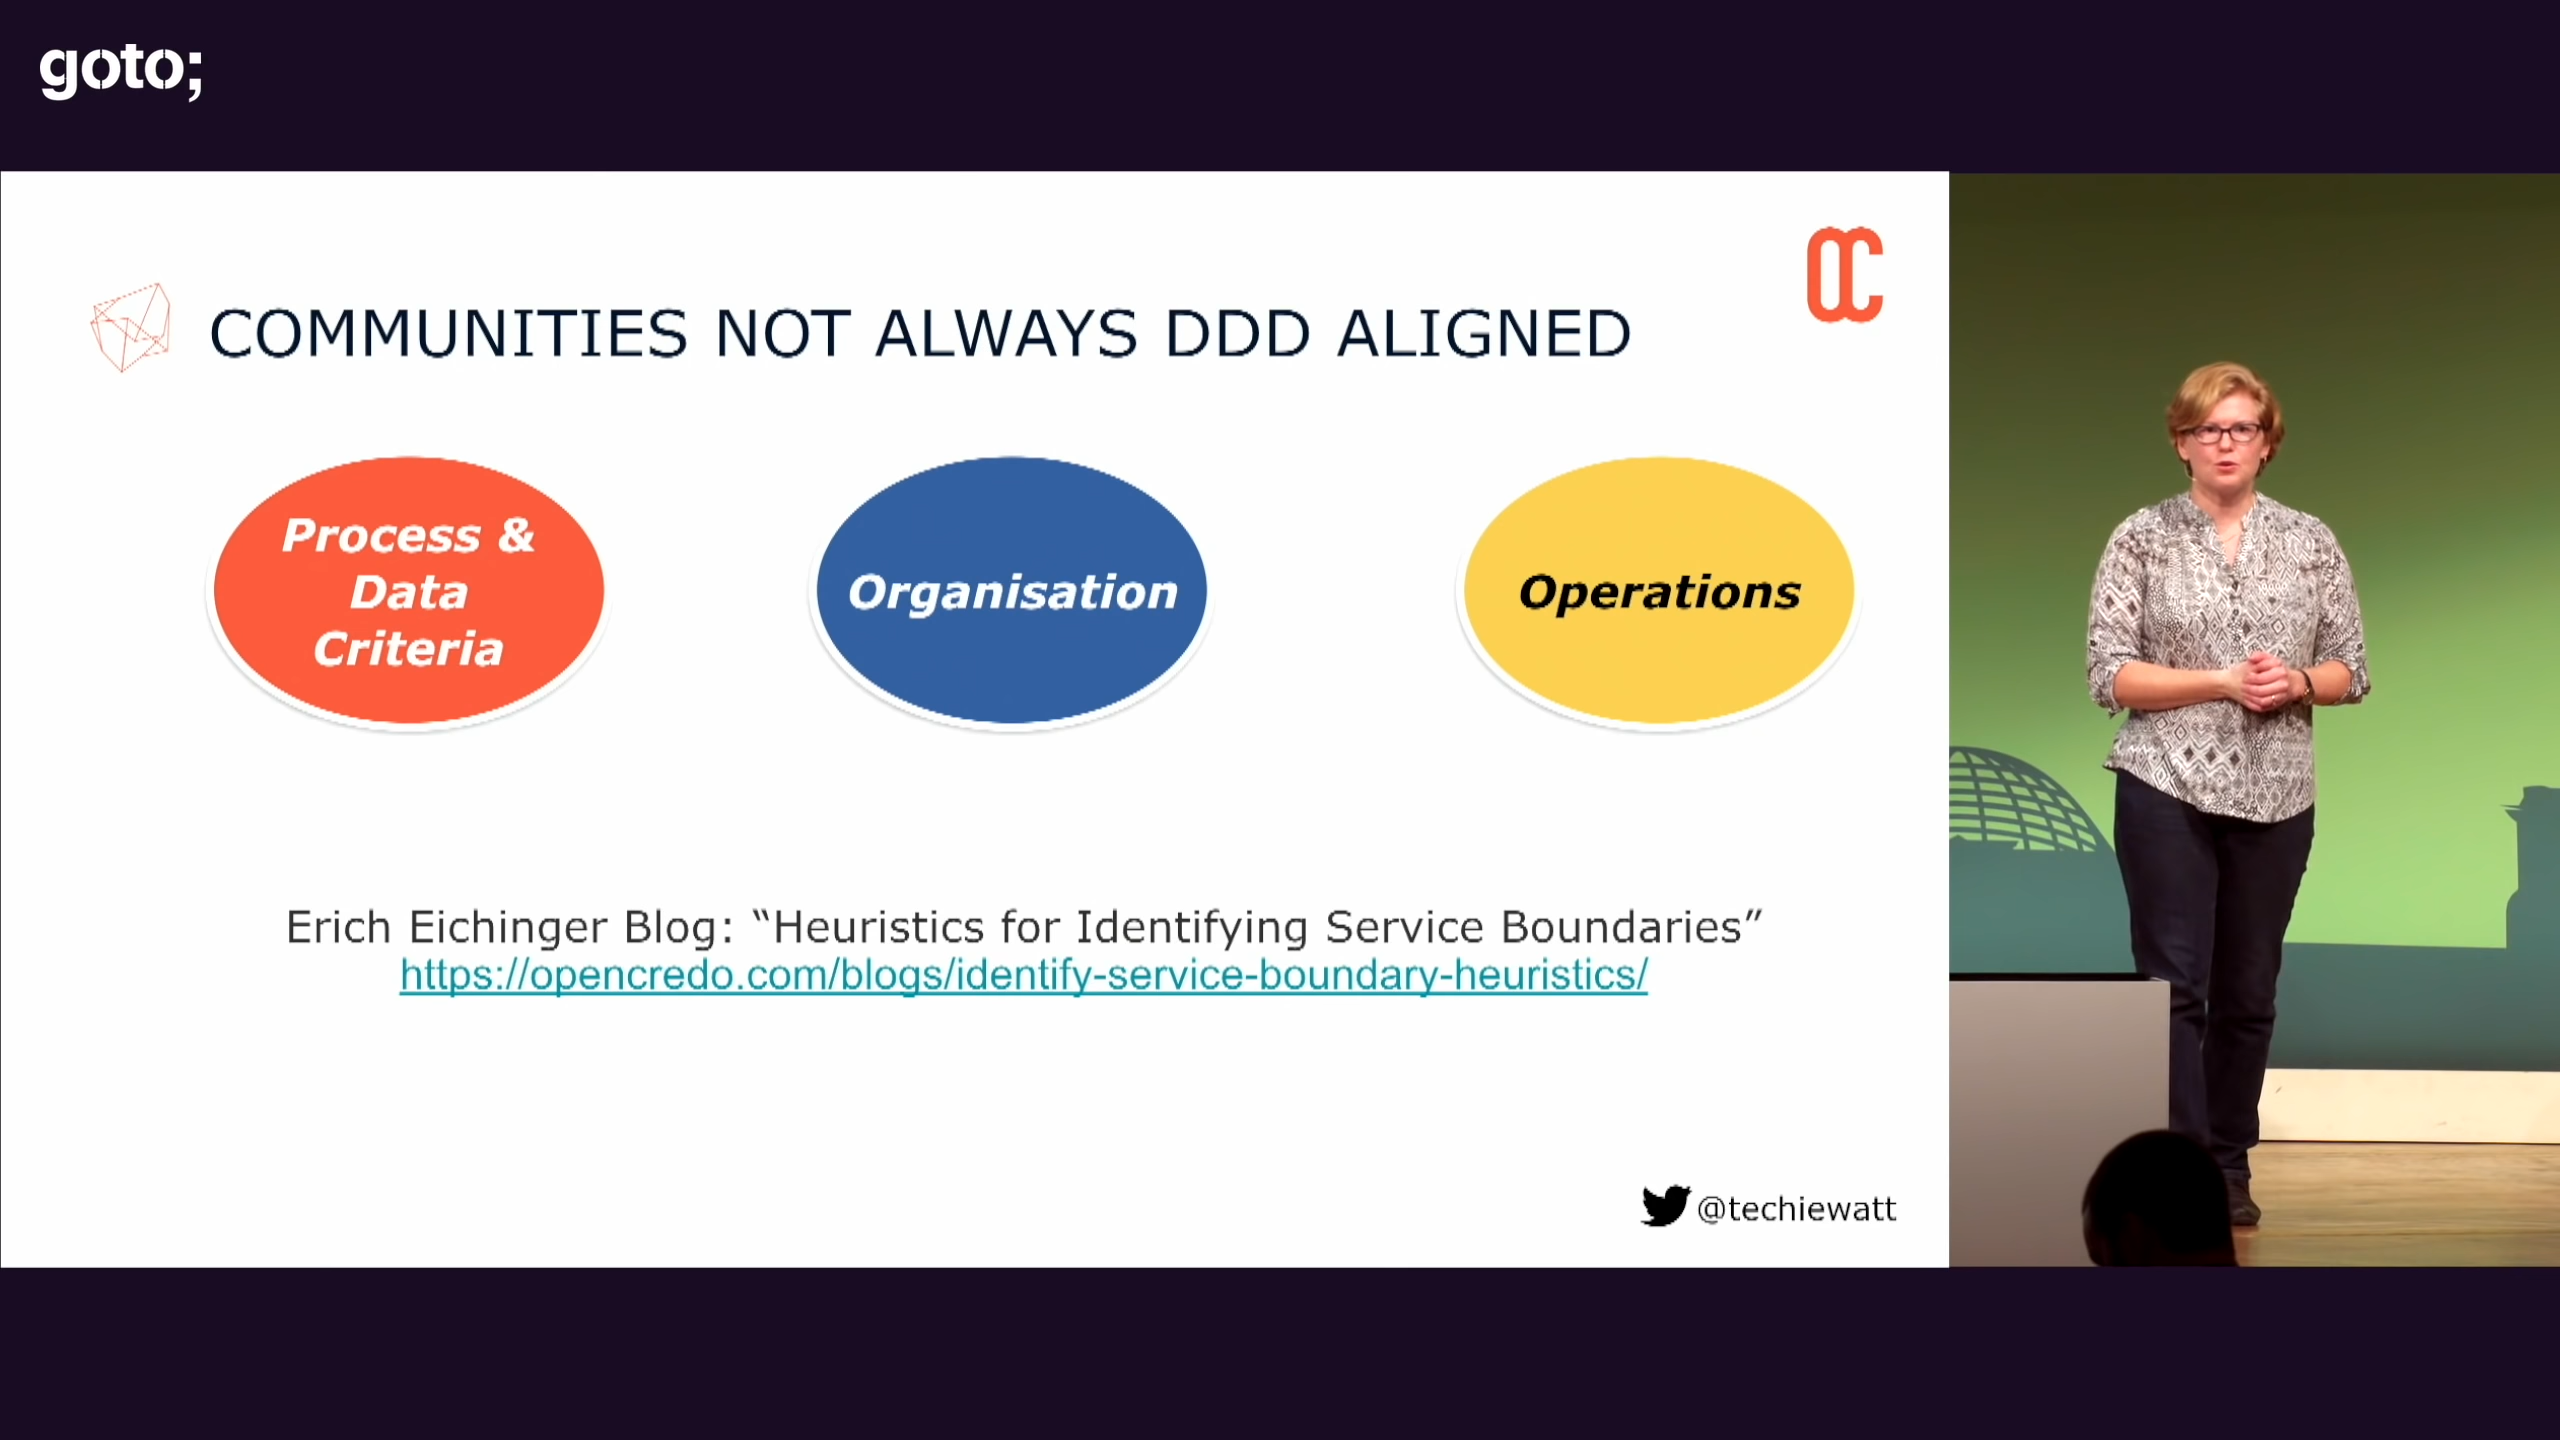 goto;
OC
COMMUNITIES NOT ALWAYS DDD ALIGNED
Process &
Data
Criteria
Organisation
Operations
Erich Eichinger Blog: “Heuristics for Identifying Service Boundaries”
https://opencredo.com/blogs/identify-service-boundary-heuristics/
@techiewatt